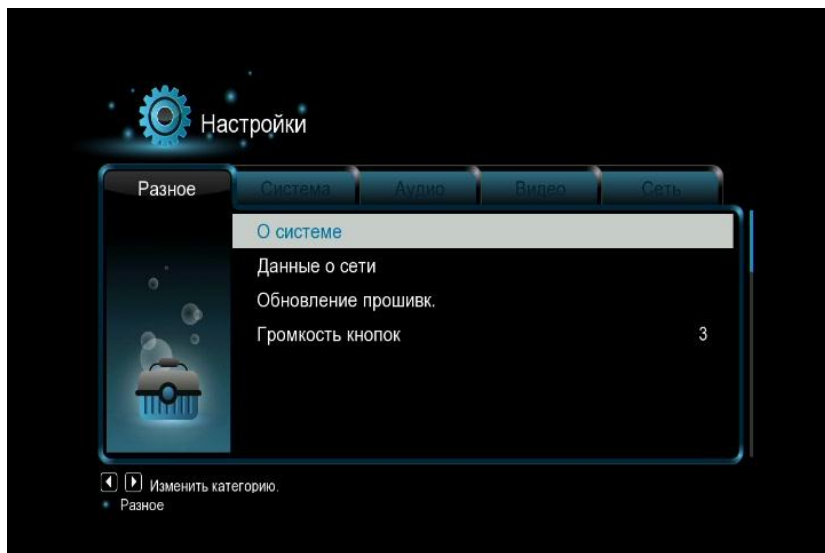 Настройки
Разное Система Аудио Видео Сеть
О системе
Данные о сети
Обновление прошивк.
Громкость кнопок 3
Изменить категорию.
Разное